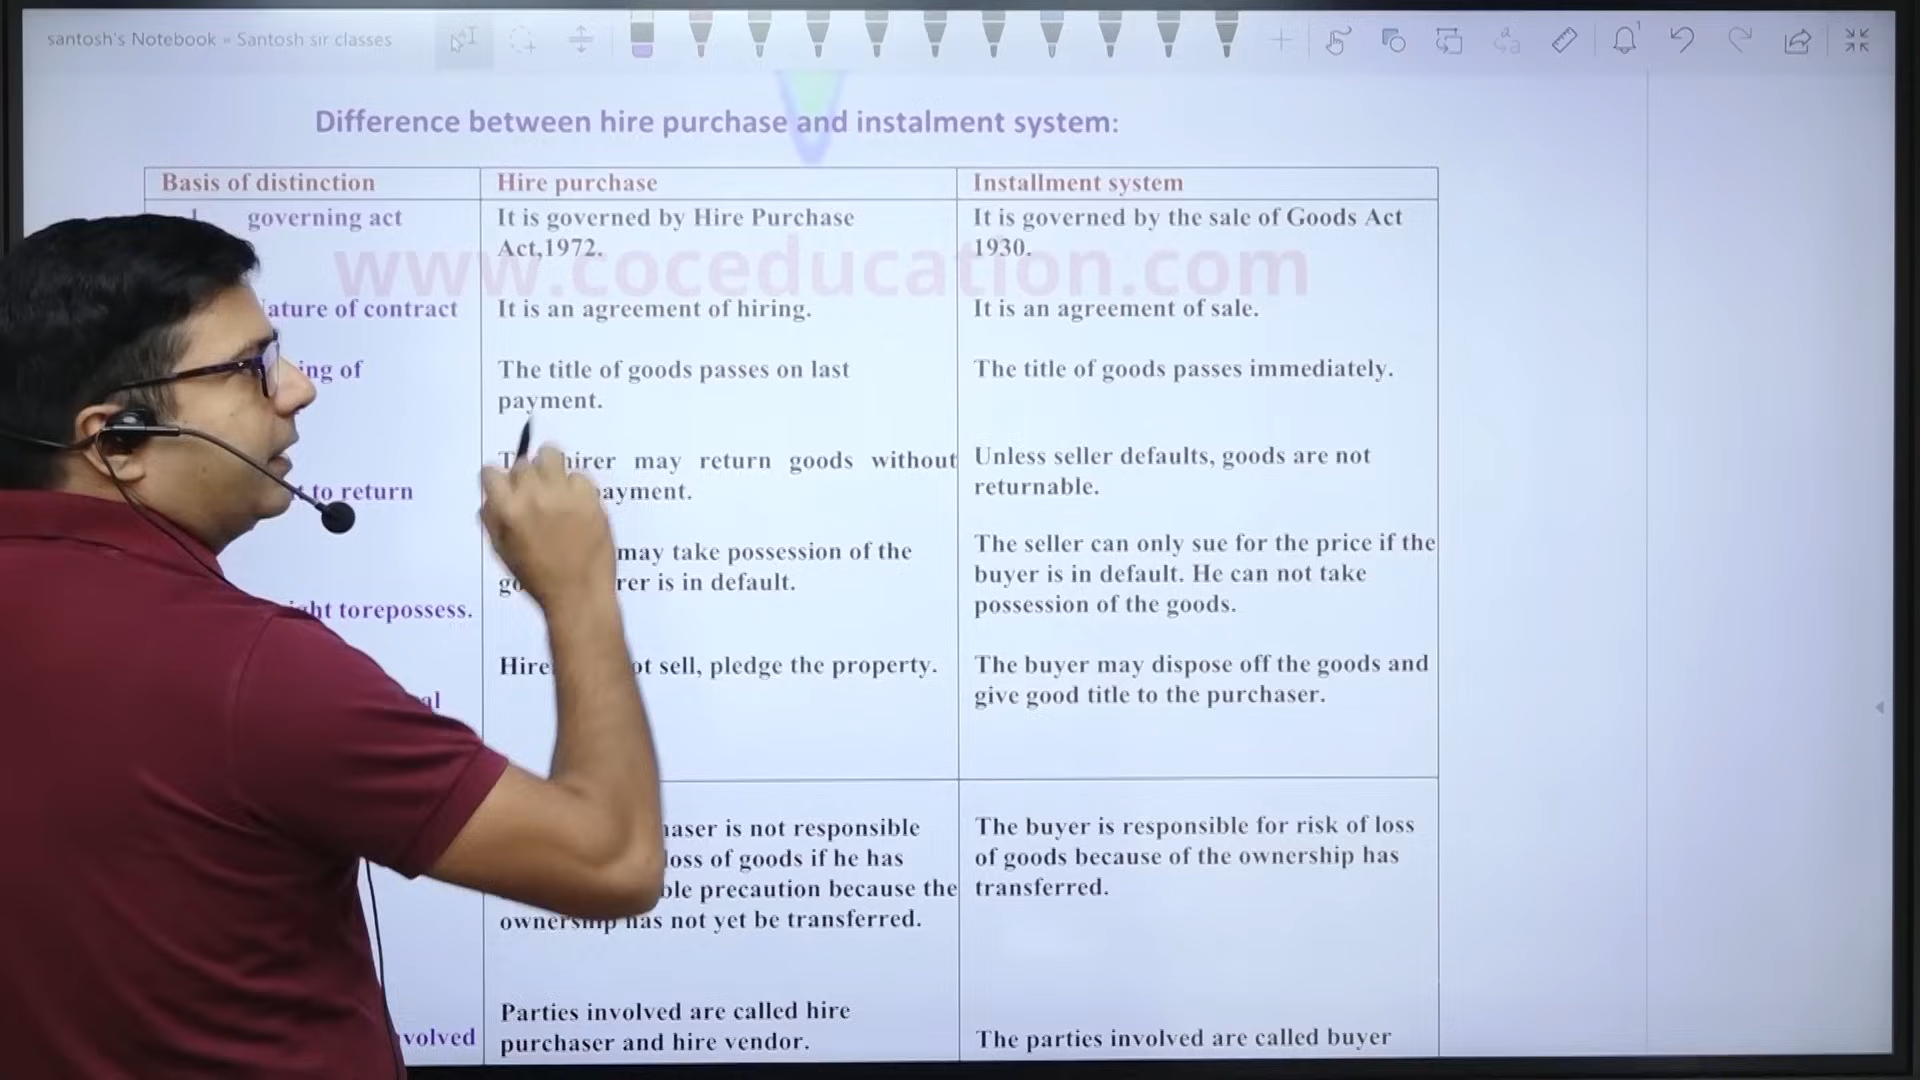 santosh's Notebook - Santosh sir classes
Difference between hire purchase and instalment system:
Basis of distinction
Hire purchase
Installment system
1. governing act
It is governed by Hire Purchase
Act,1972.
It is governed by the sale of Goods Act
1930.
www.coceducation.com
ature of contract
It is an agreement of hiring.
It is an agreement of sale.
ing of
The title of goods passes on last
payment.
The title of goods passes immediately.
to return
hirer may return goods without
ayment.
Unless seller defaults, goods are not
returnable.
ght torepossess.
may take possession of the
go rer is in default.
The seller can only sue for the price if the
buyer is in default. He can not take
possession of the goods.
al
Hire ot sell, pledge the property.
The buyer may dispose off the goods and
give good title to the purchaser.
haser is not responsible
loss of goods if he has
ble precaution because the
ownership has not yet be transferred.
The buyer is responsible for risk of loss
of goods because of the ownership has
transferred.
volved
Parties involved are called hire
purchaser and hire vendor.
The parties involved are called buyer